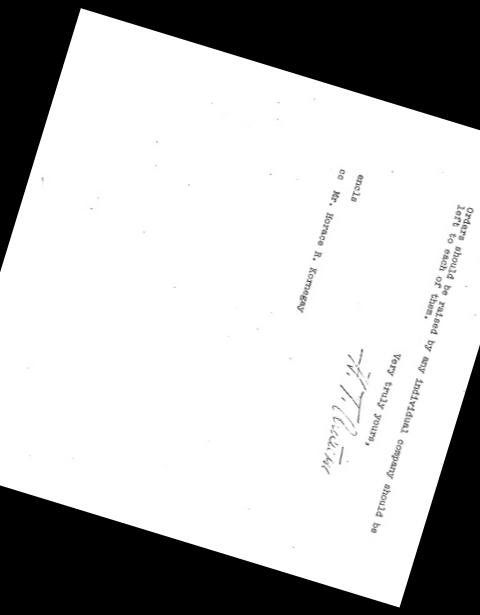 Orders should be raised by any individual company should be
left to each of them.
Very truly yours,
encls
cc Mr. Horace R. Kornegay